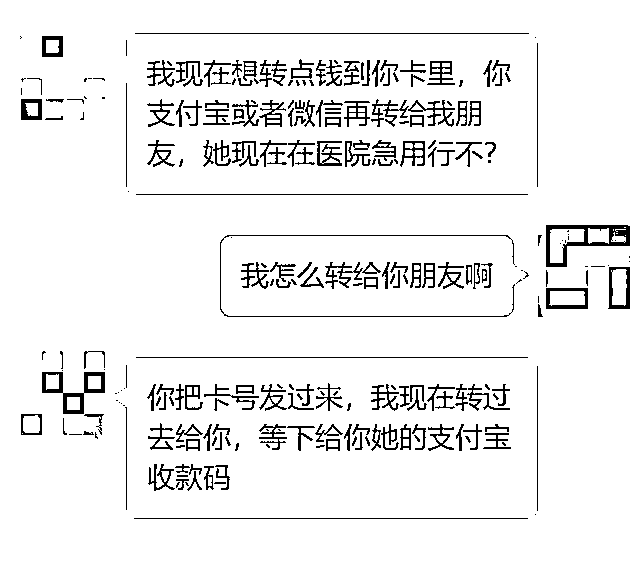 我现在想转点钱到你卡里，你
支付宝或者微信再转给我朋
友，她现在在医院急用行不？
我怎么转给你朋友啊
你把卡号发过来，我现在转过
去给你，等下给你她的支付宝
收款码